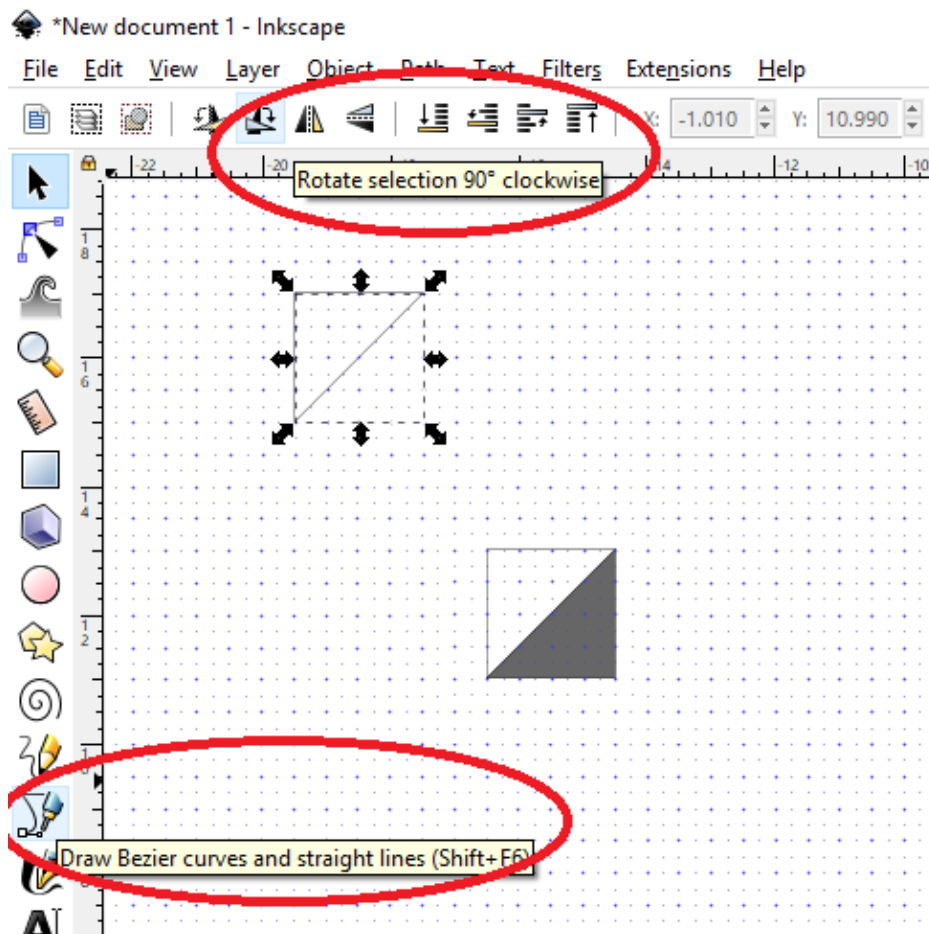 *New document 1 - Inkscape
File Edit View Layer Object Path Text Filters Extensions Help
X: -1.010 Y: 10.990
-22 -20 -14 -12 -10
Rotate selection 90° clockwise
18
16
14
12
Draw Bezier curves and straight lines (Shift+F6)